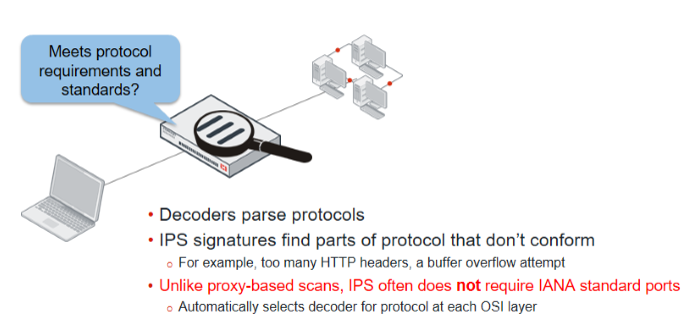 Meets protocol
requirements and
standards?
• Decoders parse protocols
• IPS signatures find parts of protocol that don't conform
o For example, too many HTTP headers, a buffer overflow attempt
• Unlike proxy-based scans, IPS often does not require IANA standard ports
o Automatically selects decoder for protocol at each OSI layer